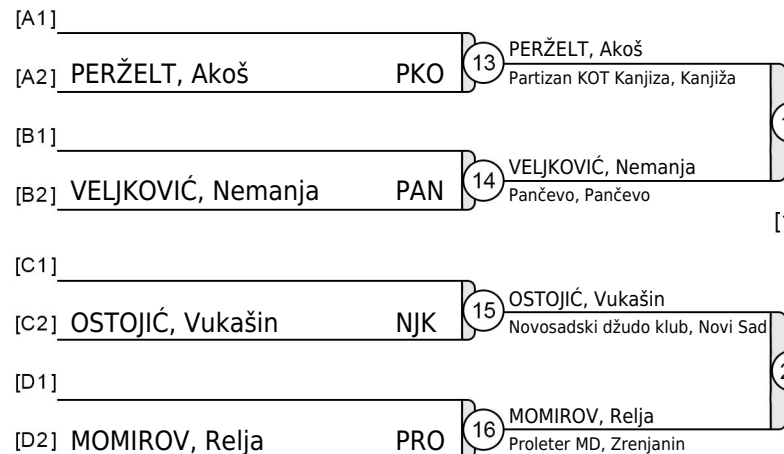 [A1]
[A2] PERŽELT, Akoš PKO
13
PERŽELT, Akoš
Partizan KOT Kanjiza, Kanjiža
[B1]
[B2] VELJKOVIĆ, Nemanja PAN
14
VELJKOVIĆ, Nemanja
Pančevo, Pančevo
[C1]
[C2] OSTOJIĆ, Vukašin NJK
15
OSTOJIĆ, Vukašin
Novosadski džudo klub, Novi Sad
[D1]
[D2] MOMIROV, Relja PRO
16
MOMIROV, Relja
Proleter MD, Zrenjanin